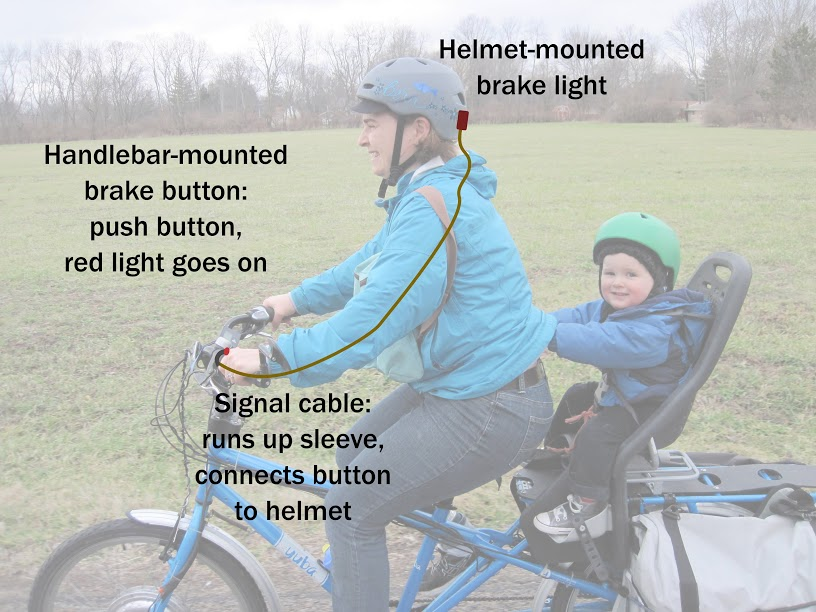 Helmet-mounted
brake light
Handlebar-mounted
brake button:
push button,
red light goes on
Signal cable:
runs up sleeve,
connects button
to helmet
yuba